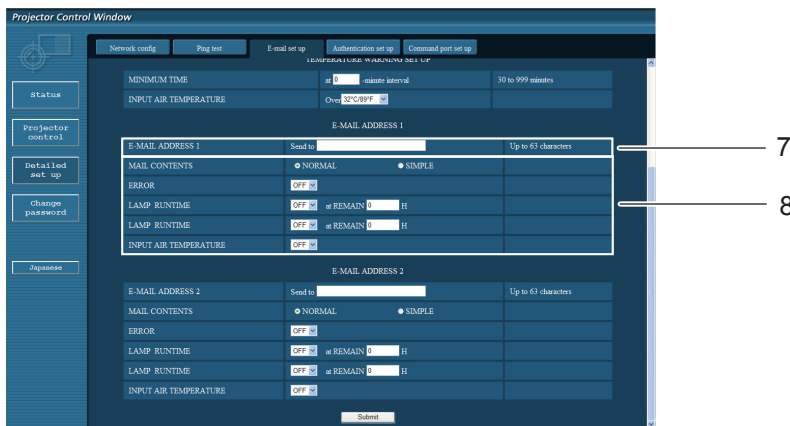 Projector Control Window
Network config Ping test E-mail set up Authentication set up Command port set up
TEMPERATURE WARNING SET UP
MINIMUM TIME at 0 -minute interval 30 to 999 minutes
INPUT AIR TEMPERATURE Over 32°C/89°F
E-MAIL ADDRESS 1
E-MAIL ADDRESS 1 Send to Up to 63 characters
MAIL CONTENTS NORMAL SIMPLE
ERROR OFF
LAMP RUNTIME OFF at REMAIN 0 H
LAMP RUNTIME OFF at REMAIN 0 H
INPUT AIR TEMPERATURE OFF
E-MAIL ADDRESS 2
E-MAIL ADDRESS 2 Send to Up to 63 characters
MAIL CONTENTS NORMAL SIMPLE
ERROR OFF
LAMP RUNTIME OFF at REMAIN 0 H
LAMP RUNTIME OFF at REMAIN 0 H
INPUT AIR TEMPERATURE OFF
Submit
Status
Projector
control
Detailed
set up
Change
password
Japanese
7
8